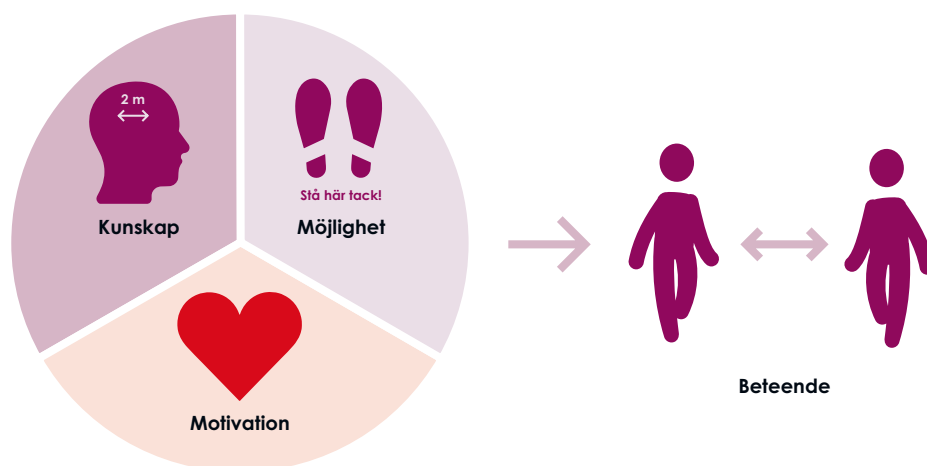 2 m
Stå här tack!
Kunskap
Möjlighet
Motivation
Beteende